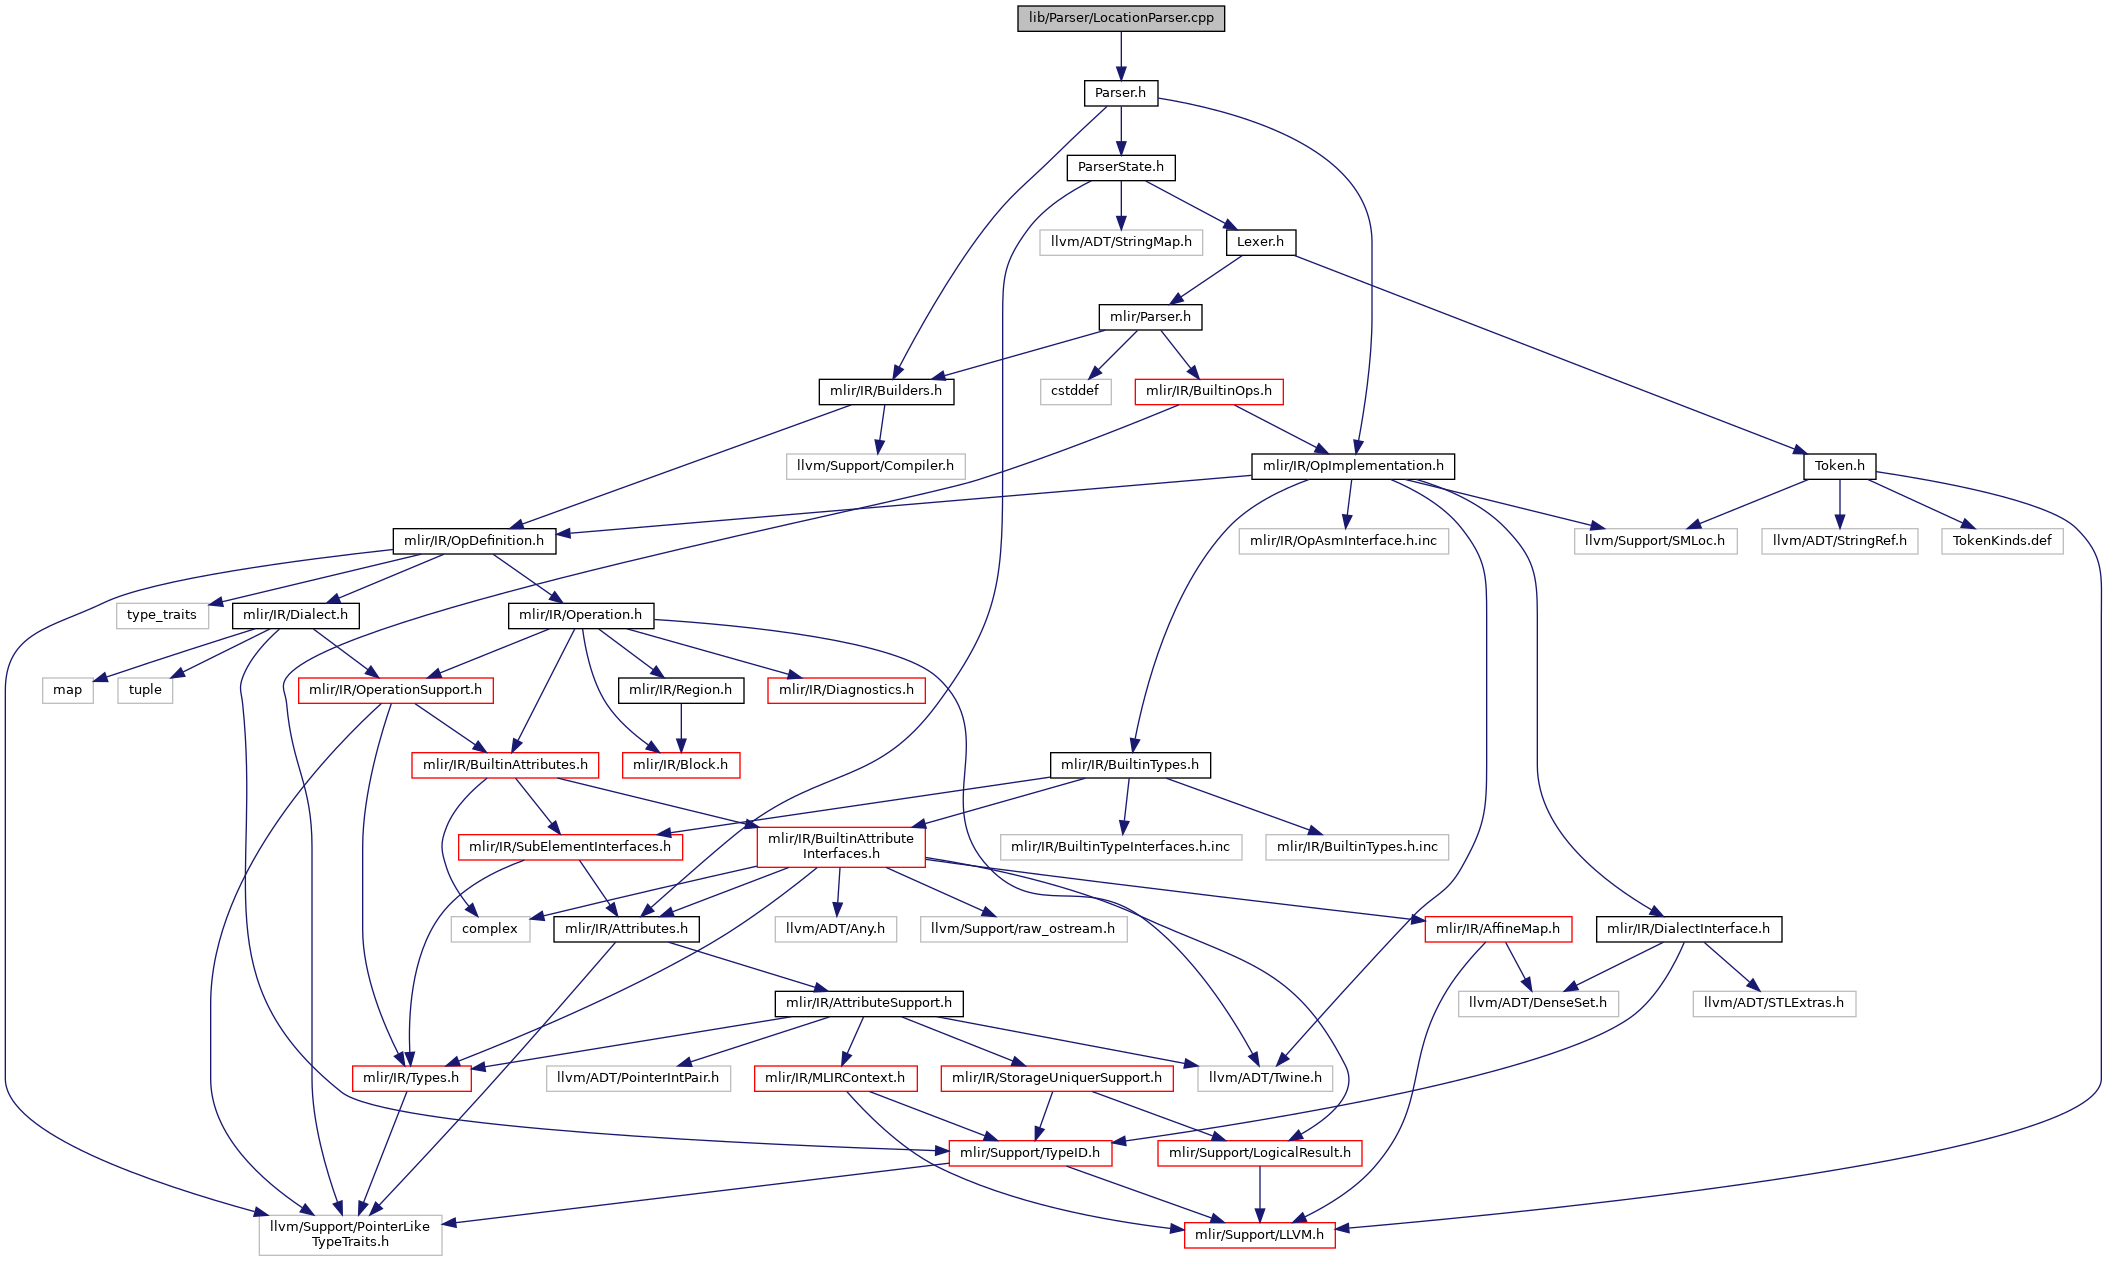 lib/Parser/LocationParser.cpp
Parser.h
ParserState.h
llvm/ADT/StringMap.h
Lexer.h
mlir/Parser.h
mlir/IR/Builders.h
cstddef
mlir/IR/BuiltinOps.h
llvm/Support/Compiler.h
mlir/IR/OpImplementation.h
Token.h
mlir/IR/OpDefinition.h
mlir/IR/OpAsmInterface.h.inc
llvm/Support/SMLoc.h
llvm/ADT/StringRef.h
TokenKinds.def
type_traits
mlir/IR/Dialect.h
mlir/IR/Operation.h
map
tuple
mlir/IR/OperationSupport.h
mlir/IR/Region.h
mlir/IR/Diagnostics.h
mlir/IR/BuiltinAttributes.h
mlir/IR/Block.h
mlir/IR/BuiltinTypes.h
mlir/IR/SubElementInterfaces.h
mlir/IR/BuiltinAttribute
Interfaces.h
mlir/IR/BuiltinTypeInterfaces.h.inc
mlir/IR/BuiltinTypes.h.inc
complex
mlir/IR/Attributes.h
llvm/ADT/Any.h
llvm/Support/raw_ostream.h
mlir/IR/AffineMap.h
mlir/IR/DialectInterface.h
mlir/IR/AttributeSupport.h
llvm/ADT/DenseSet.h
llvm/ADT/STLExtras.h
mlir/IR/Types.h
llvm/ADT/PointerIntPair.h
mlir/IR/MLIRContext.h
mlir/IR/StorageUniquerSupport.h
llvm/ADT/Twine.h
mlir/Support/TypeID.h
mlir/Support/LogicalResult.h
llvm/Support/PointerLike
TypeTraits.h
mlir/Support/LLVM.h